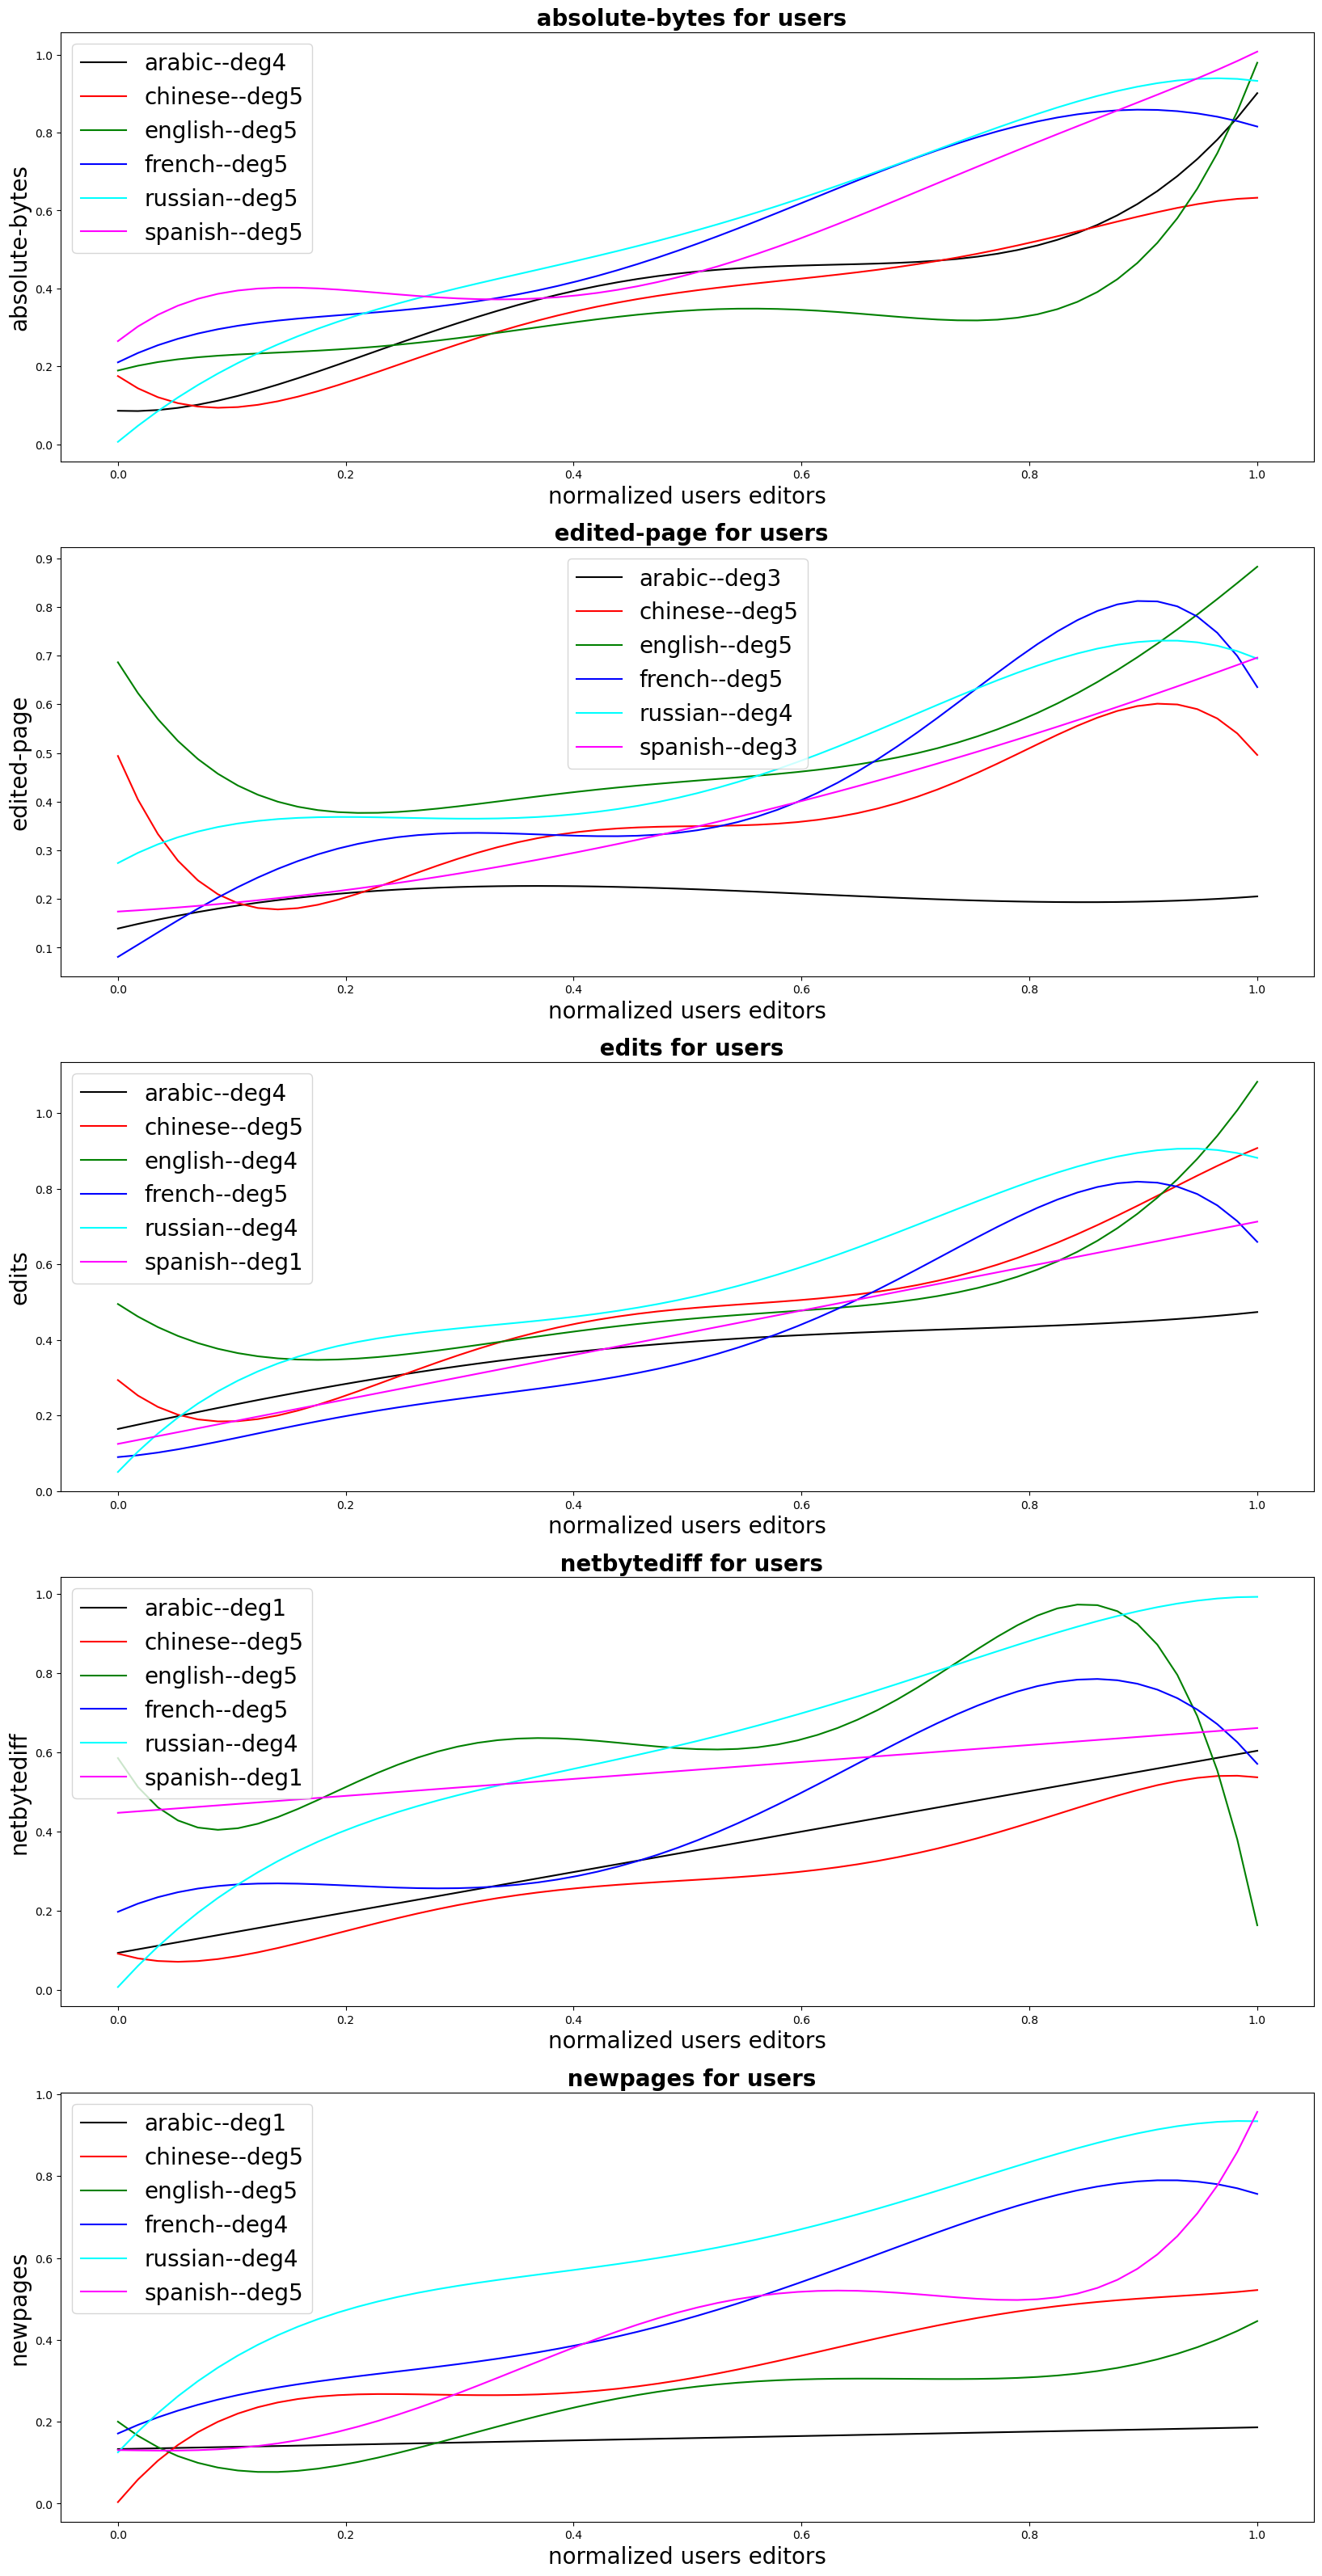 absolute-bytes for users
1.0
0.8
0.6
0.4
0.2
0.0
absolute-bytes
arabic--deg4
chinese--deg5
english--deg5
french--deg5
russian--deg5
spanish--deg5
0.0 0.2 0.4 0.6 0.8 1.0
normalized users editors
edited-page for users
0.9
0.8
0.7
0.6
0.5
0.4
0.3
0.2
0.1
edited-page
arabic--deg3
chinese--deg5
english--deg5
french--deg5
russian--deg4
spanish--deg3
0.0 0.2 0.4 0.6 0.8 1.0
normalized users editors
edits for users
1.0
0.8
0.6
0.4
0.2
0.0
edits
arabic--deg4
chinese--deg5
english--deg4
french--deg5
russian--deg4
spanish--deg1
0.0 0.2 0.4 0.6 0.8 1.0
normalized users editors
netbytediff for users
1.0
0.8
0.6
0.4
0.2
0.0
netbytediff
arabic--deg1
chinese--deg5
english--deg5
french--deg5
russian--deg4
spanish--deg1
0.0 0.2 0.4 0.6 0.8 1.0
normalized users editors
newpages for users
1.0
0.8
0.6
0.4
0.2
0.0
newpages
arabic--deg1
chinese--deg5
english--deg5
french--deg4
russian--deg4
spanish--deg5
0.0 0.2 0.4 0.6 0.8 1.0
normalized users editors